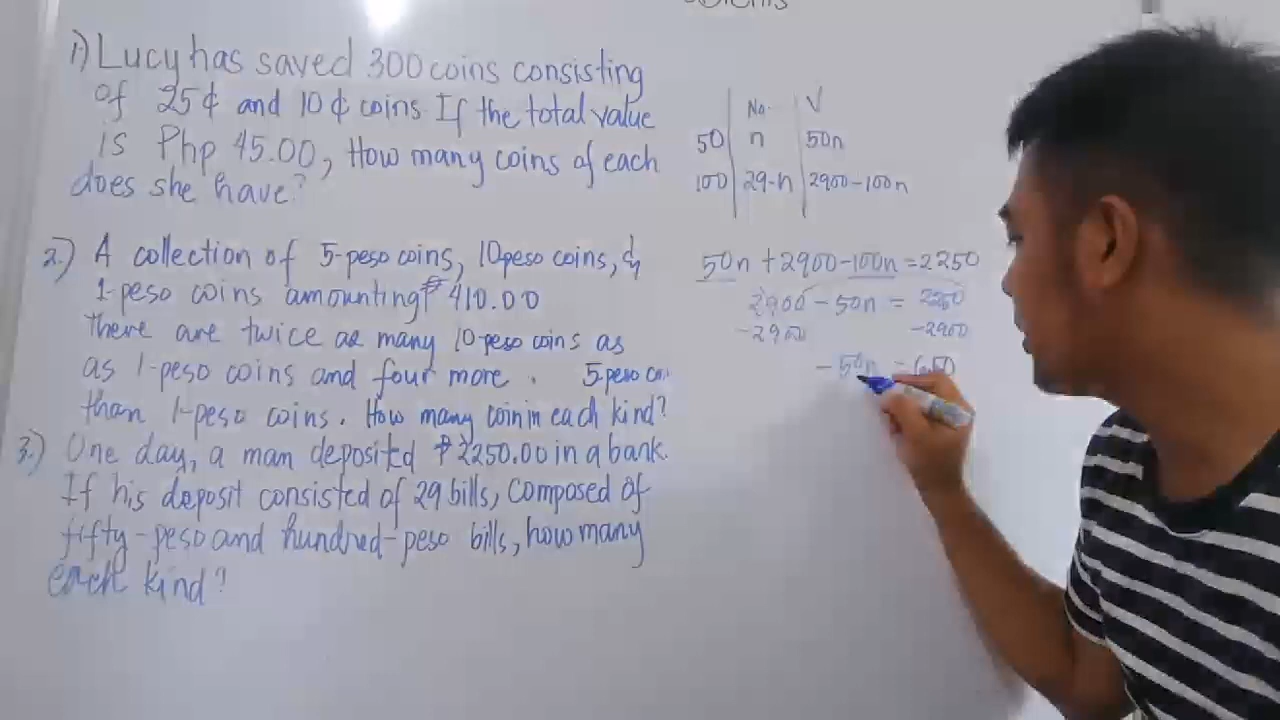 1.) Lucy has saved 300 coins consisting
of 25¢ and 10¢ coins. If the total value
is Php 45.00, How many coins of each
does she have?
2.) A collection of 5-peso coins, 10 peso coins, &
1-peso coins amounting ₱ 410.00
There are twice as many 10-peso coins as
as 1-peso coins and four more . 5-peso
than 1-peso coins. How many coin in each kind?
3.) One day, a man deposited ₱2250.00 in a bank.
If his deposit consisted of 29 bills, composed of
fifty-peso and hundred-peso bills, how many
each kind?
No. V
50 n 50n
100 29-n 2900-100n
50n + 2900 - 100n = 2250
2900 - 50n = 2250
-2900 -2900
- 50n = 650